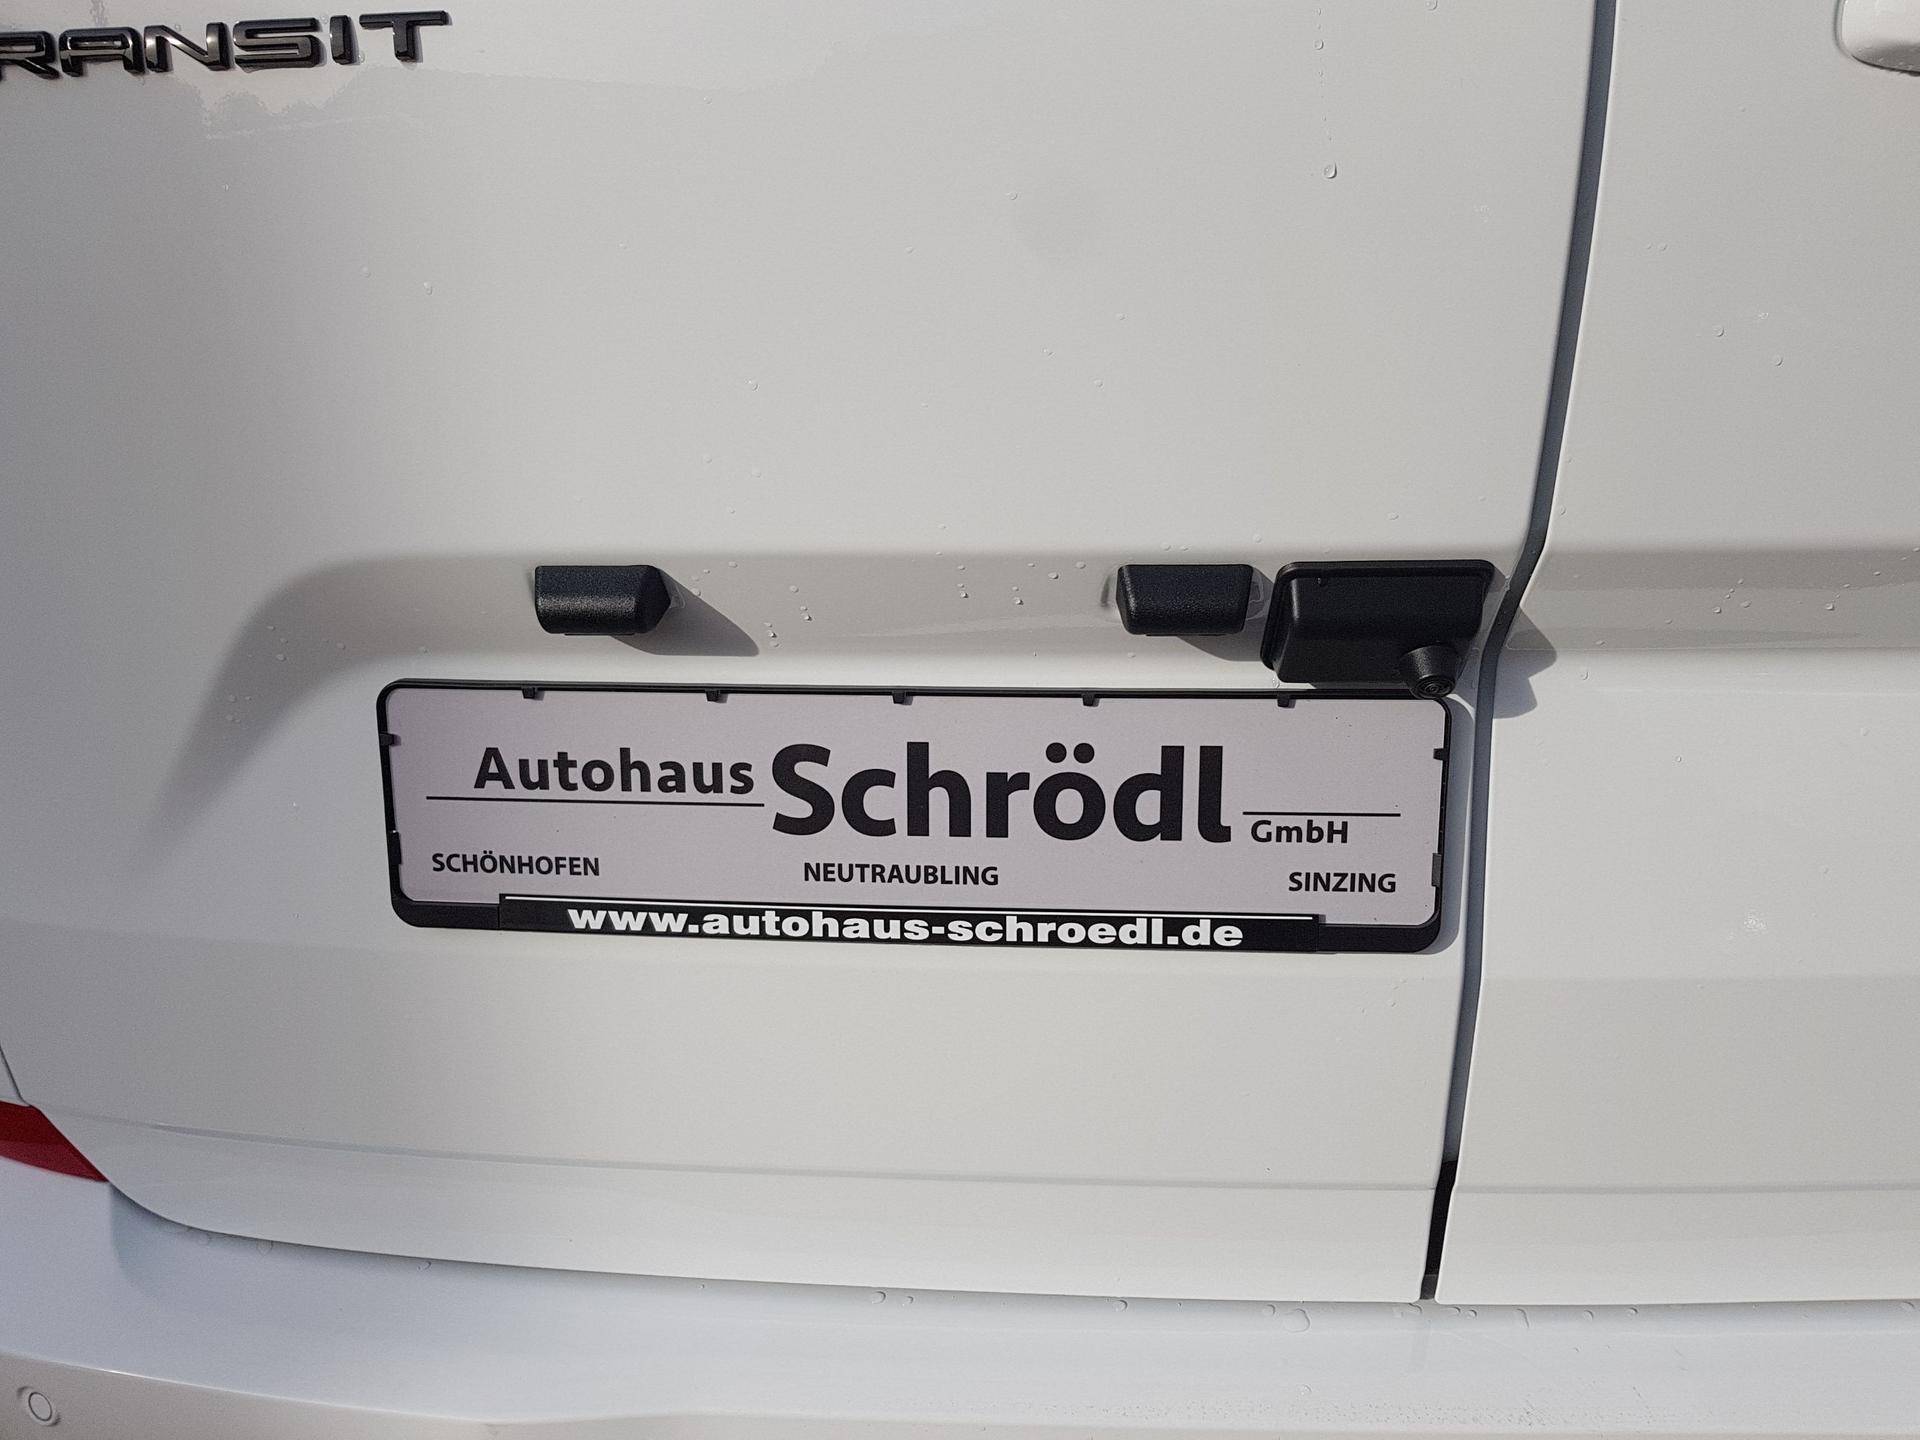 RANSIT
Autohaus Schrödl GmbH
SCHÖNHOFEN NEUTRAUBLING SINZING
www.autohaus-schroedl.de